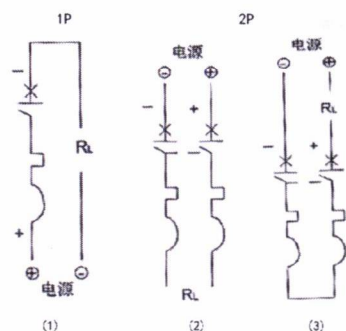 1P 2P
电源 电源
⊖ ⊕ ⊖ ⊕
− RL
− + − +
RL
+
⊕ ⊖
电源 RL
(1) (2) (3)